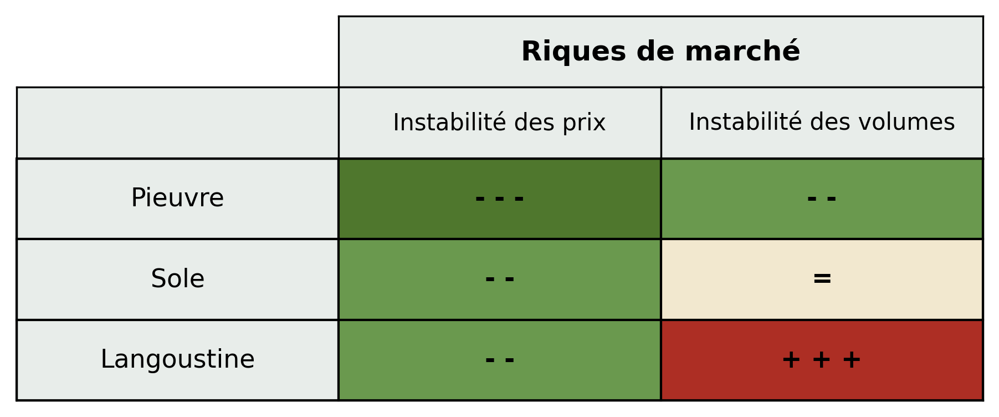 Riques de marché
Instabilité des prix Instabilité des volumes
Pieuvre - - - - -
Sole - - =
Langoustine - - + + +